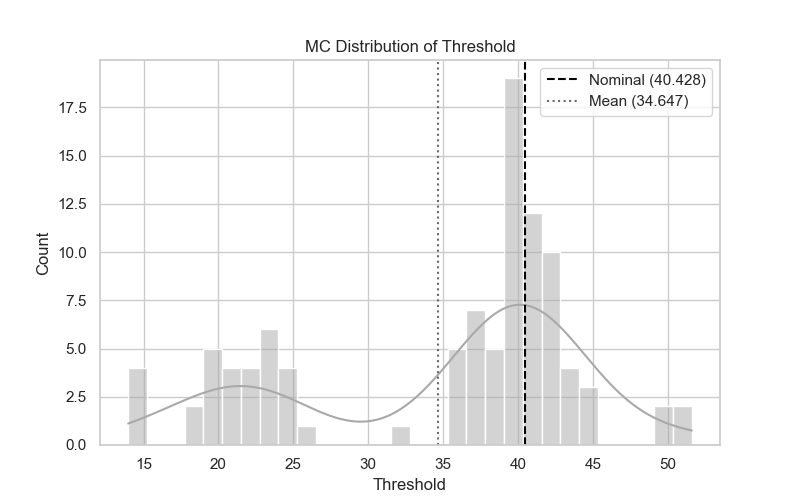 MC Distribution of Threshold
Nominal (40.428)
Mean (34.647)
17.5
15.0
12.5
10.0
7.5
5.0
2.5
0.0
Count
15 20 25 30 35 40 45 50
Threshold